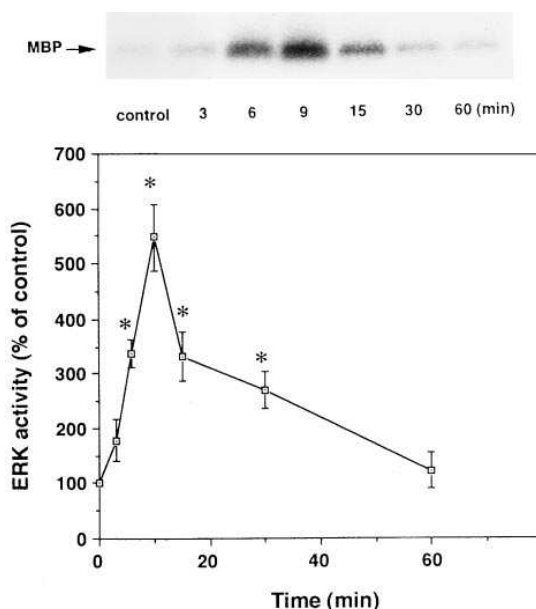 MBP
control 3 6 9 15 30 60 (min)
700
600
500
400
300
200
100
0
ERK activity (% of control)
*
*
*
*
0 20 40 60
Time (min)